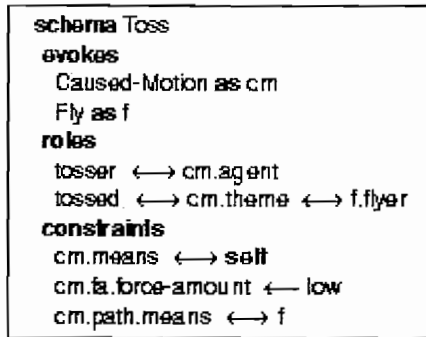 schema Toss
evokes
Caused-Motion as cm
Fly as f
roles
tosser ⟷ cm.agent
tossed ⟷ cm.theme ⟷ f.flyer
constraints
cm.means ⟷ self
cm.fa.force-amount ⟵ low
cm.path.means ⟷ f